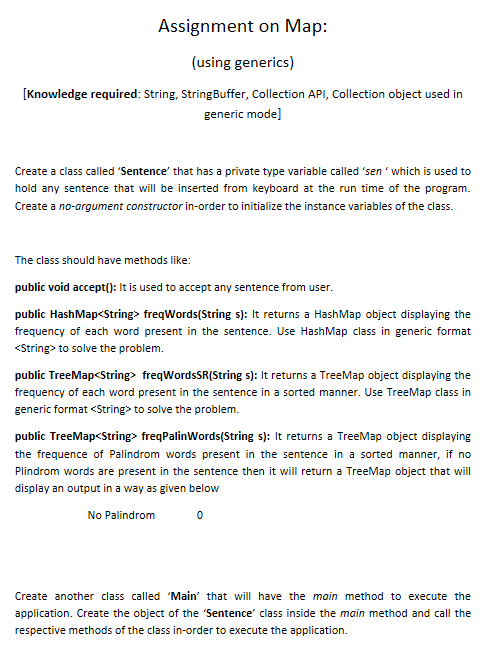 Assignment on Map:
(using generics)
[Knowledge required: String, StringBuffer, Collection API, Collection object used in
generic mode]
Create a class called 'Sentence' that has a private type variable called 'sen ' which is used to
hold any sentence that will be inserted from keyboard at the run time of the program.
Create a no-argument constructor in-order to initialize the instance variables of the class.
The class should have methods like:
public void accept(): It is used to accept any sentence from user.
public HashMap<String> freqWords(String s): It returns a HashMap object displaying the
frequency of each word present in the sentence. Use HashMap class in generic format
<String> to solve the problem.
public TreeMap<String> freqWordsSR(String s): It returns a TreeMap object displaying the
frequency of each word present in the sentence in a sorted manner. Use TreeMap class in
generic format <String> to solve the problem.
public TreeMap<String> freqPalinWords(String s): It returns a TreeMap object displaying
the frequence of Palindrom words present in the sentence in a sorted manner, if no
Plindrom words are present in the sentence then it will return a TreeMap object that will
display an output in a way as given below
No Palindrom 0
Create another class called 'Main' that will have the main method to execute the
application. Create the object of the 'Sentence' class inside the main method and call the
respective methods of the class in-order to execute the application.